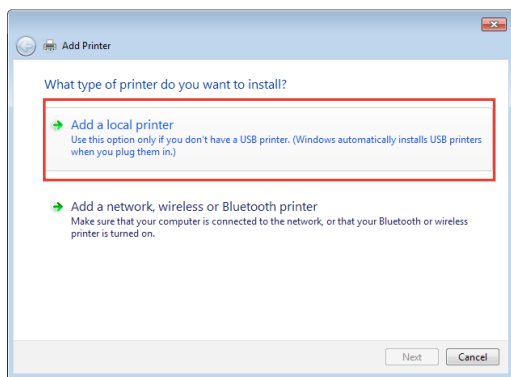 Add Printer
What type of printer do you want to install?
Add a local printer
Use this option only if you don't have a USB printer. (Windows automatically installs USB printers
when you plug them in.)
Add a network, wireless or Bluetooth printer
Make sure that your computer is connected to the network, or that your Bluetooth or wireless
printer is turned on.
Next Cancel